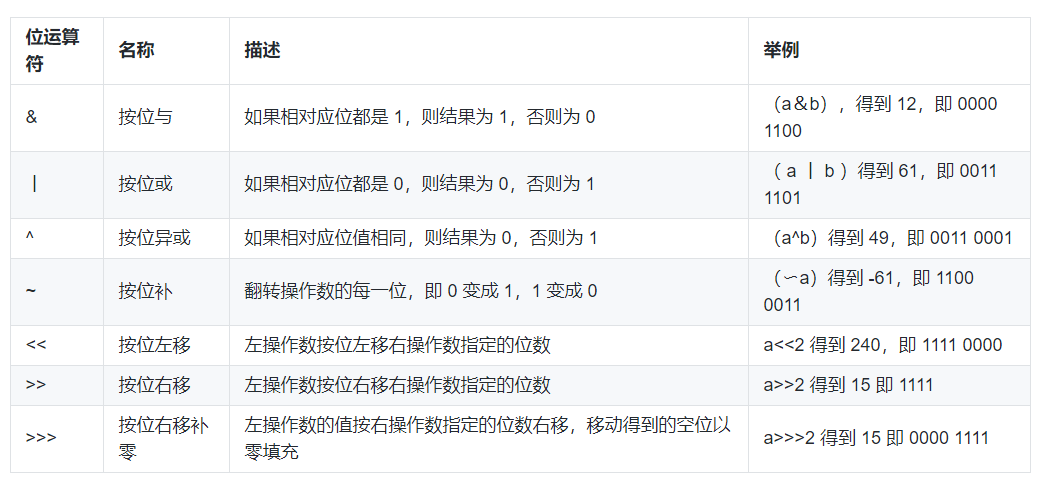 位运算符 名称 描述 举例
& 按位与 如果相对应位都是 1，则结果为 1，否则为 0 （a＆b），得到 12，即 0000 1100
｜ 按位或 如果相对应位都是 0，则结果为 0，否则为 1 （ a ｜ b ）得到 61，即 0011 1101
^ 按位异或 如果相对应位值相同，则结果为 0，否则为 1 （a^b）得到 49，即 0011 0001
~ 按位补 翻转操作数的每一位，即 0 变成 1，1 变成 0 （〜a）得到 -61，即 1100 0011
<< 按位左移 左操作数按位左移右操作数指定的位数 a<<2 得到 240，即 1111 0000
>> 按位右移 左操作数按位右移右操作数指定的位数 a>>2 得到 15 即 1111
>>> 按位右移补零 左操作数的值按右操作数指定的位数右移，移动得到的空位以零填充 a>>>2 得到 15 即 0000 1111